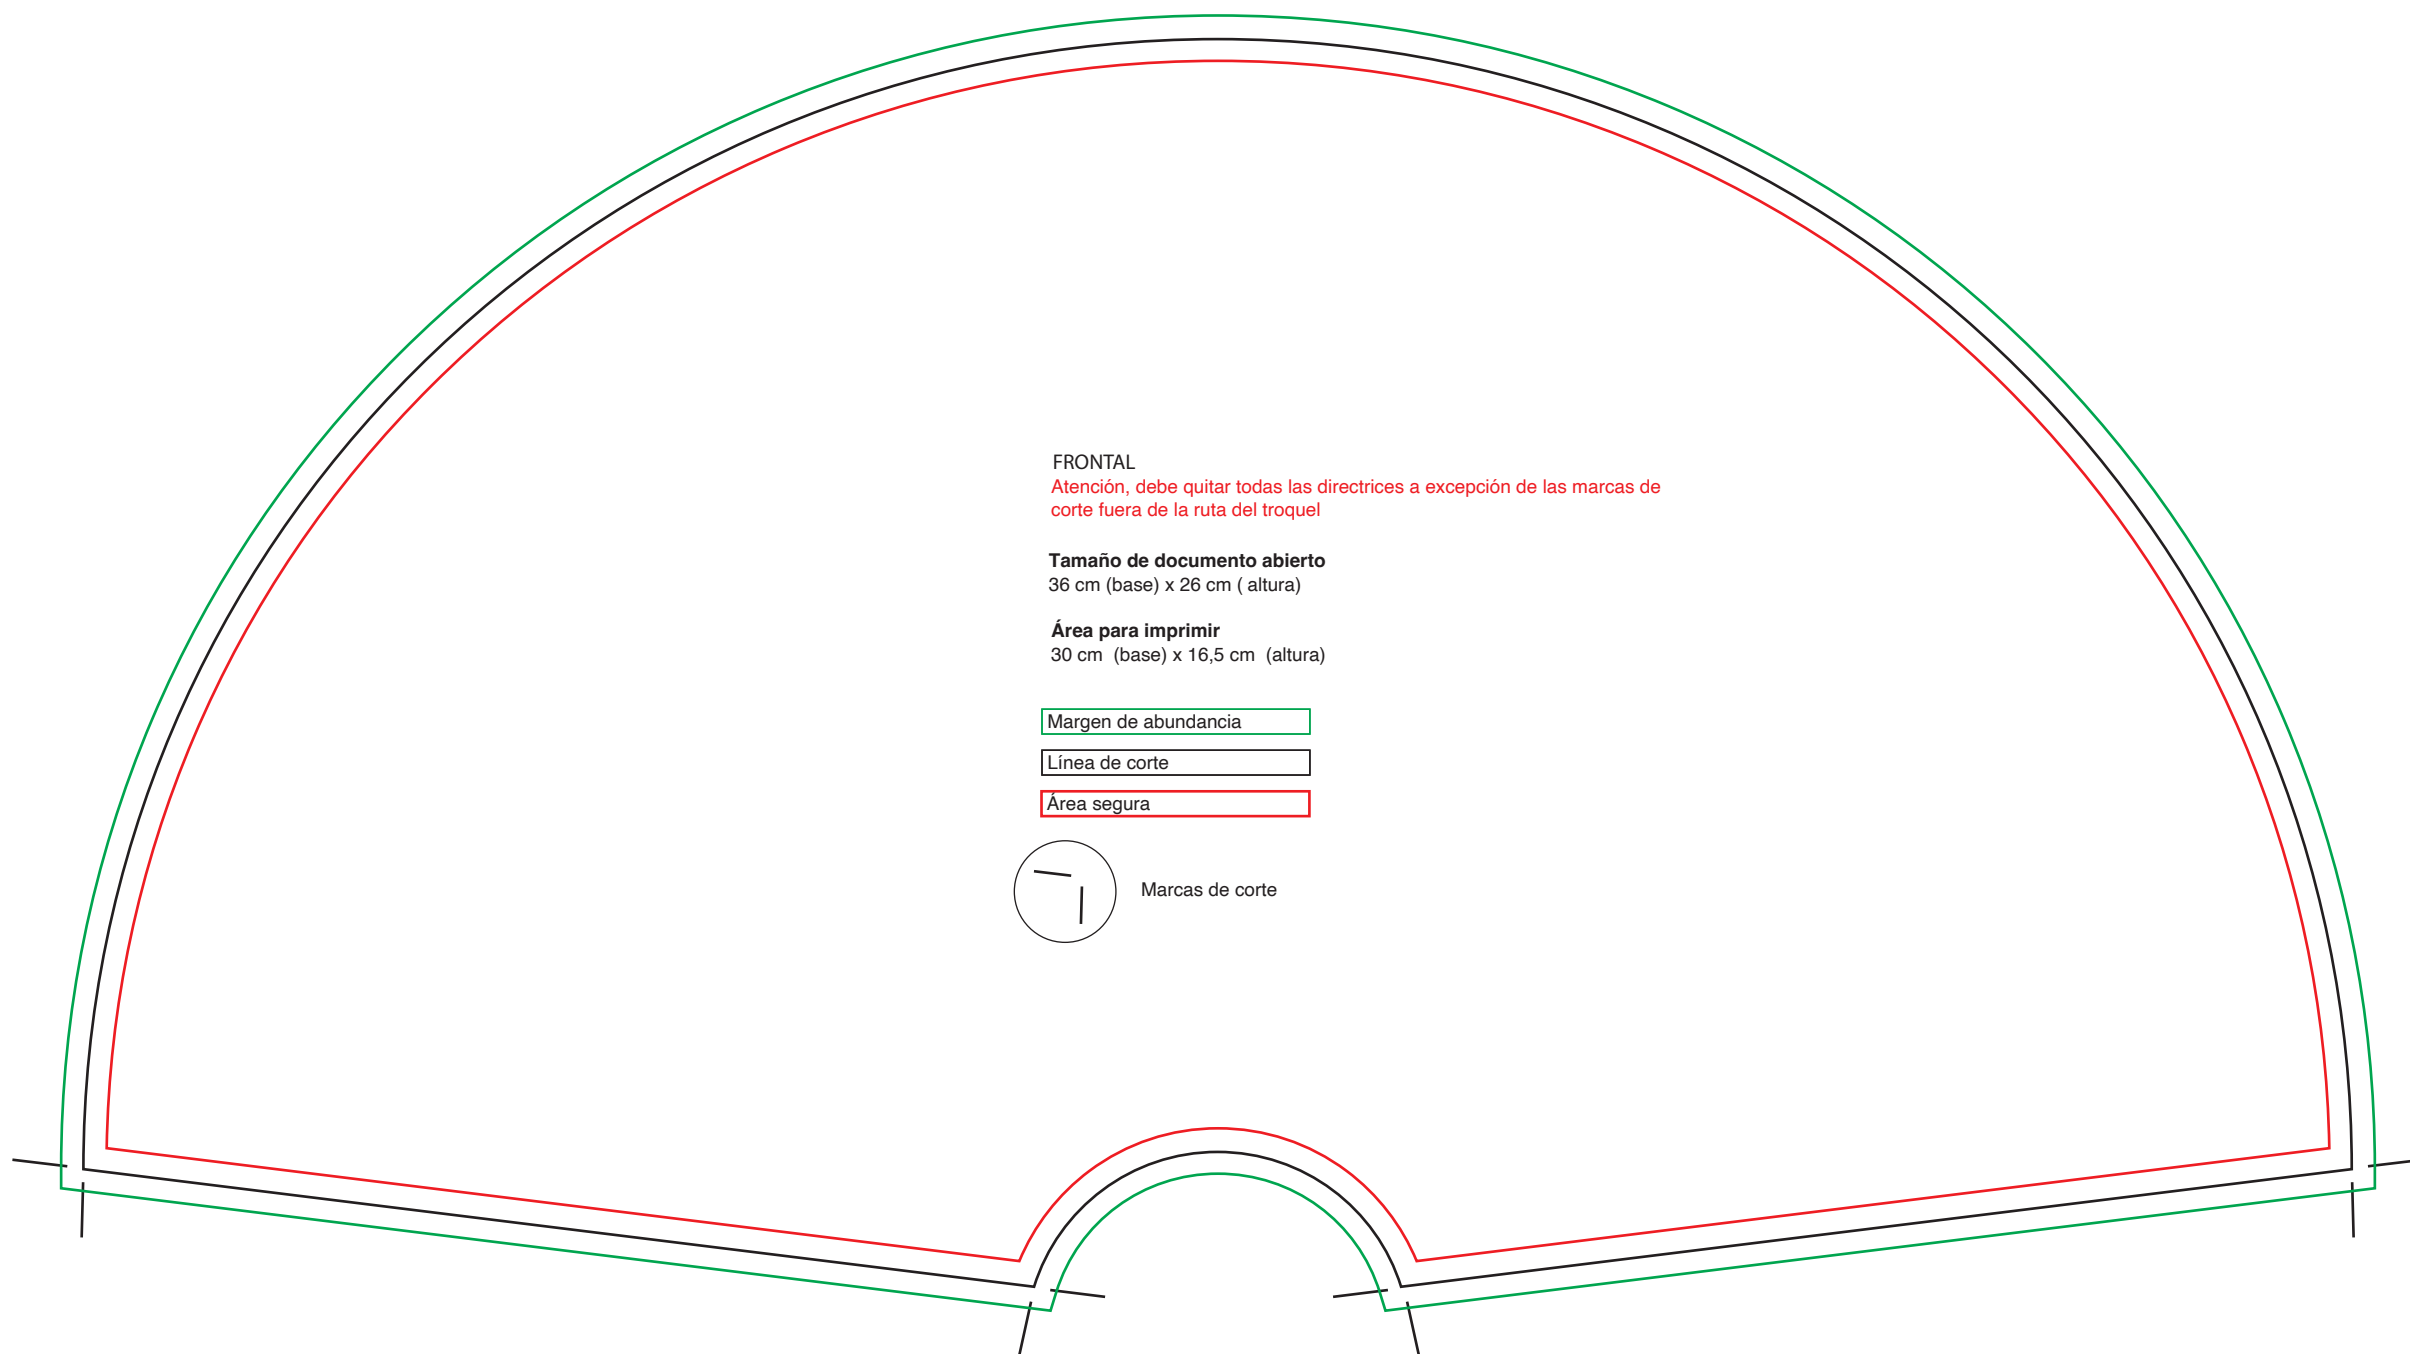 FRONTAL
Atención, debe quitar todas las directrices a excepción de las marcas de
corte fuera de la ruta del troquel
Tamaño de documento abierto
36 cm (base) x 26 cm ( altura)
Área para imprimir
30 cm  (base) x 16,5 cm  (altura)
Margen de abundancia
Línea de corte
Área segura
Marcas de corte